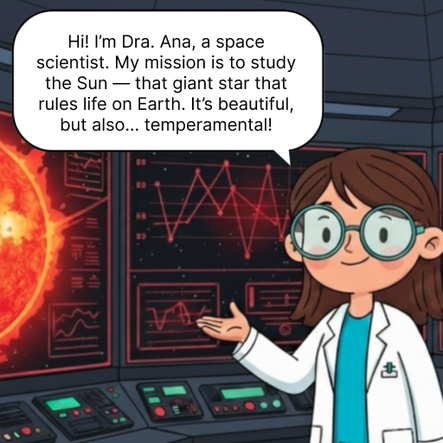 Hi! I’m Dra. Ana, a space
scientist. My mission is to study
the Sun — that giant star that
rules life on Earth. It’s beautiful,
but also... temperamental!